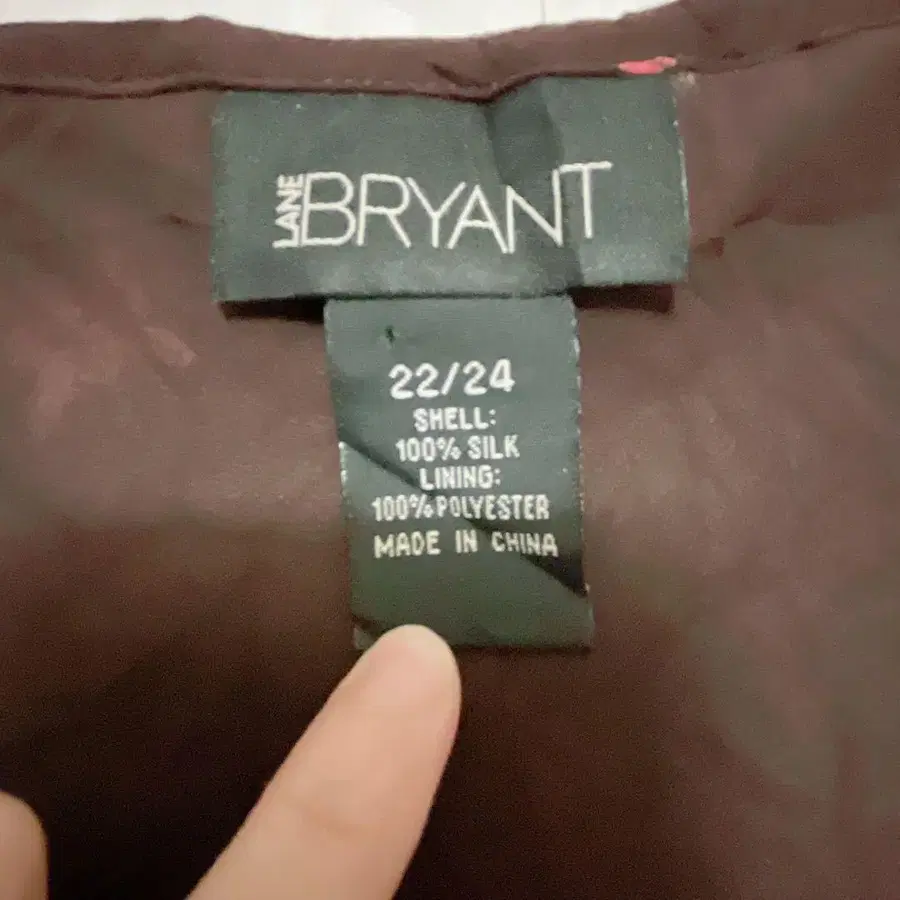 LANE BRYANT
22/24
SHELL:
100% SILK
LINING:
100% POLYESTER
MADE IN CHINA